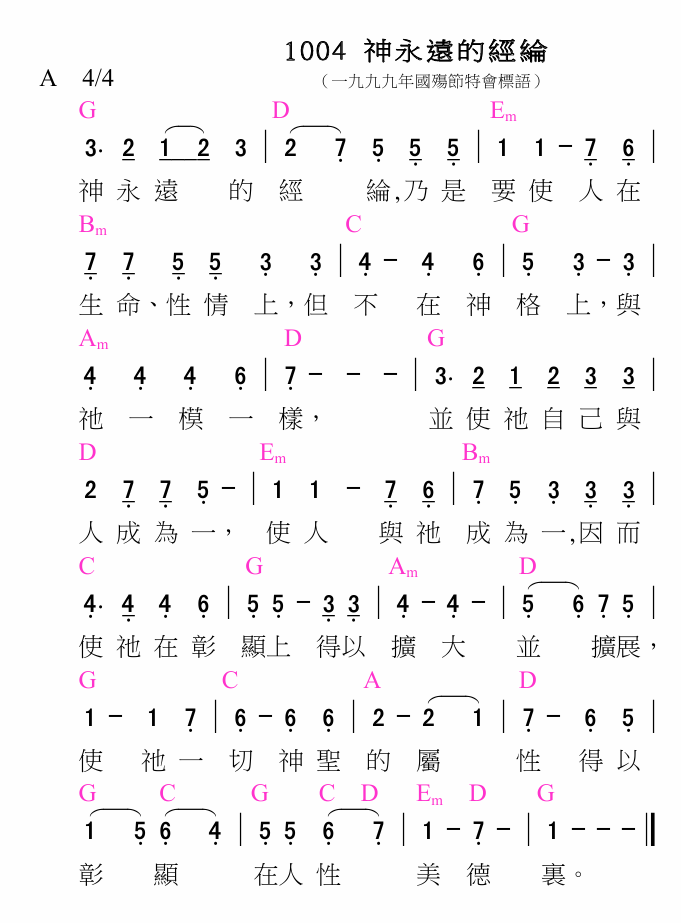 1004 神永遠的經綸
（一九九九年國殤節特會標語）
A 4/4
G D Em
3· 2 1 2 3 | 2 7 5 5 5 | 1 1 – 7 6 |
神永遠 的經 綸,乃是 要使 人在
Bm C G
7 7 5 5 3 3 | 4 – 4 6 | 5 3 – 3 |
生命、性情 上，但 不 在 神 格 上，與
Am D G
4 4 4 6 | 7 – – – | 3· 2 1 2 3 3 |
祂 一 模 一 樣， 並使祂自己與
D Em Bm
2 7 7 5 – | 1 1 – 7 6 | 7 5 3 3 3 |
人成為一， 使人 與祂 成為一,因而
C G Am D
4· 4 4 6 | 5 5 – 3 3 | 4 – 4 – | 5 6 7 5 |
使祂在彰 顯上 得以 擴 大 並 擴展，
G C A D
1 – 1 7 | 6 – 6 6 | 2 – 2 1 | 7 – 6 5 |
使 祂一 切 神聖 的 屬 性 得以
G C G C D Em D G
1 5 6 4 | 5 5 6 7 | 1 – 7 – | 1 – – – ‖
彰 顯 在人性 美 德 裏。